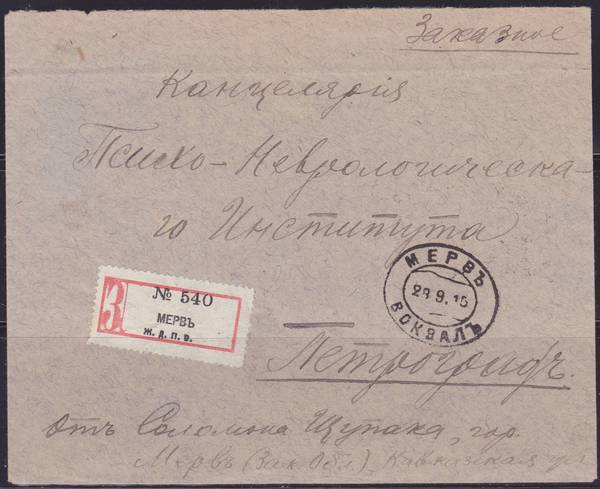 Заказное
Канцелярія
Психо-Неврологическа-
го Института
МЕРВЪ
28.9.15
ВОКЗАЛЪ
З
№ 540
МЕРВЪ
Ж. Д. П. О.
Петроградъ.
отъ Соломона Щупака, гор.
Мервъ (Зак. Обл.), Кавказская ул